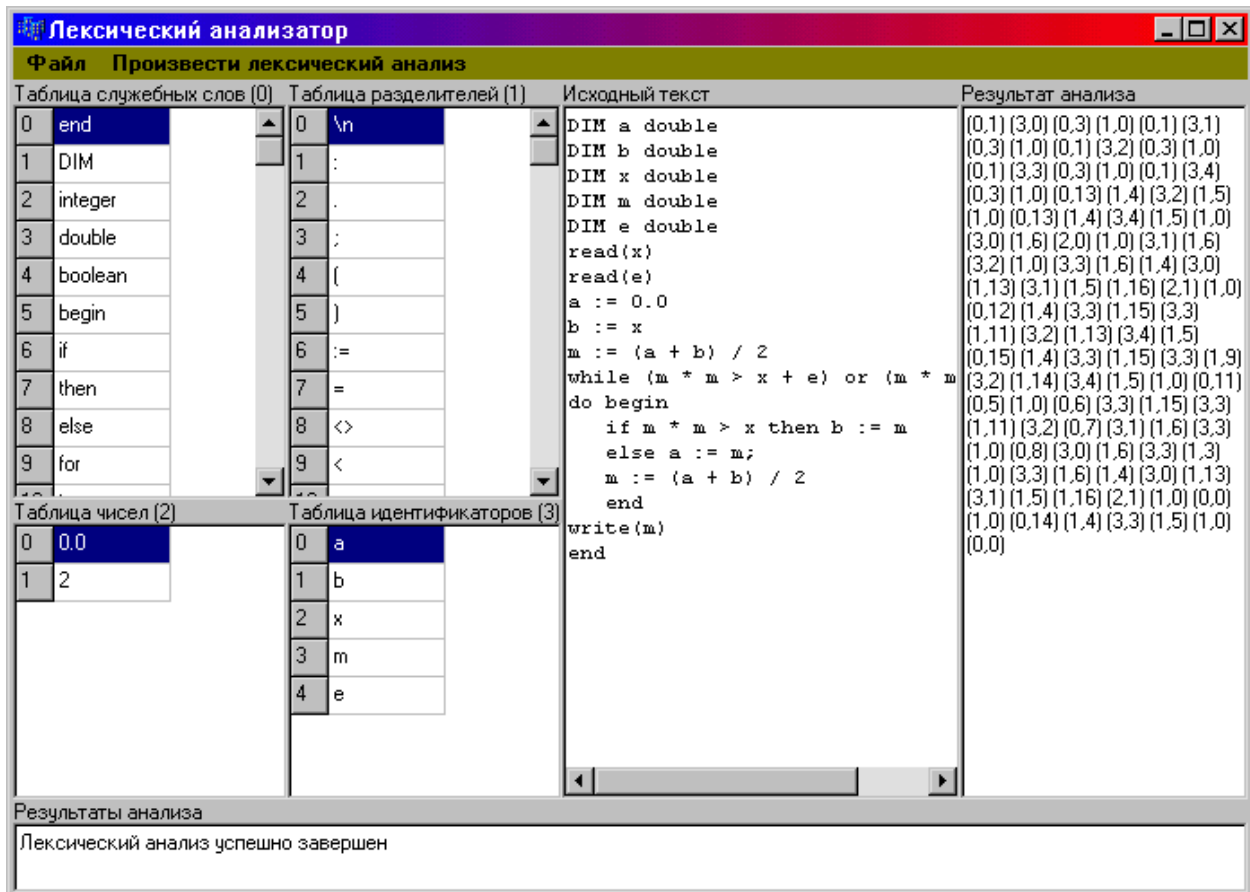 Лексический анализатор
Файл Произвести лексический анализ
Таблица служебных слов (0)
0 end
1 DIM
2 integer
3 double
4 boolean
5 begin
6 if
7 then
8 else
9 for
Таблица разделителей (1)
0 \n
1 :
2 .
3 ;
4 (
5 )
6 :=
7 =
8 <>
9 <
Таблица чисел (2)
0 0.0
1 2
Таблица идентификаторов (3)
0 a
1 b
2 x
3 m
4 e
Исходный текст
DIM a double
DIM b double
DIM x double
DIM m double
DIM e double
read(x)
read(e)
a := 0.0
b := x
m := (a + b) / 2
while (m * m > x + e) or (m * m
do begin
if m * m > x then b := m
else a := m;
m := (a + b) / 2
end
write(m)
end
Результат анализа
(0,1) (3,0) (0,3) (1,0) (0,1) (3,1)
(0,3) (1,0) (0,1) (3,2) (0,3) (1,0)
(0,1) (3,3) (0,3) (1,0) (0,1) (3,4)
(0,3) (1,0) (0,13) (1,4) (3,2) (1,5)
(1,0) (0,13) (1,4) (3,4) (1,5) (1,0)
(3,0) (1,6) (2,0) (1,0) (3,1) (1,6)
(3,2) (1,0) (3,3) (1,6) (1,4) (3,0)
(1,13) (3,1) (1,5) (1,16) (2,1) (1,0)
(0,12) (1,4) (3,3) (1,15) (3,3)
(1,11) (3,2) (1,13) (3,4) (1,5)
(0,15) (1,4) (3,3) (1,15) (3,3) (1,9)
(3,2) (1,14) (3,4) (1,5) (1,0) (0,11)
(0,5) (1,0) (0,6) (3,3) (1,15) (3,3)
(1,11) (3,2) (0,7) (3,1) (1,6) (3,3)
(1,0) (0,8) (3,0) (1,6) (3,3) (1,3)
(1,0) (3,3) (1,6) (1,4) (3,0) (1,13)
(3,1) (1,5) (1,16) (2,1) (1,0) (0,0)
(1,0) (0,14) (1,4) (3,3) (1,5) (1,0)
(0,0)
Результаты анализа
Лексический анализ успешно завершен